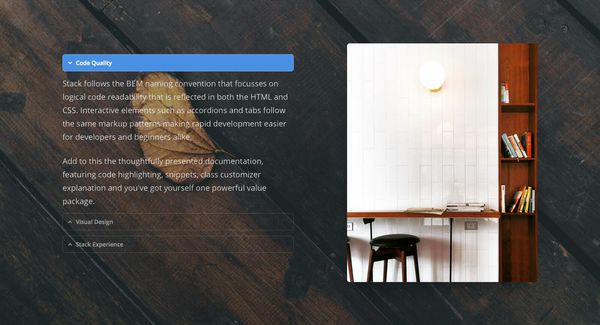 Code Quality
Stack follows the BEM naming convention that focusses on
logical code readability that is reflected in both the HTML and
CSS. Interactive elements such as accordions and tabs follow
the same markup patterns making rapid development easier
for developers and beginners alike.
Add to this the thoughtfully presented documentation,
featuring code highlighting, snippets, class customizer
explanation and you've got yourself one powerful value
package.
Visual Design
Stack Experience